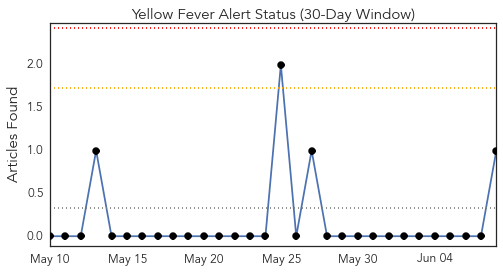 Yellow Fever Alert Status (30-Day Window)
Articles Found
2.0
1.5
1.0
0.5
0.0
May 10
May 15
May 20
May 25
May 30
Jun 04